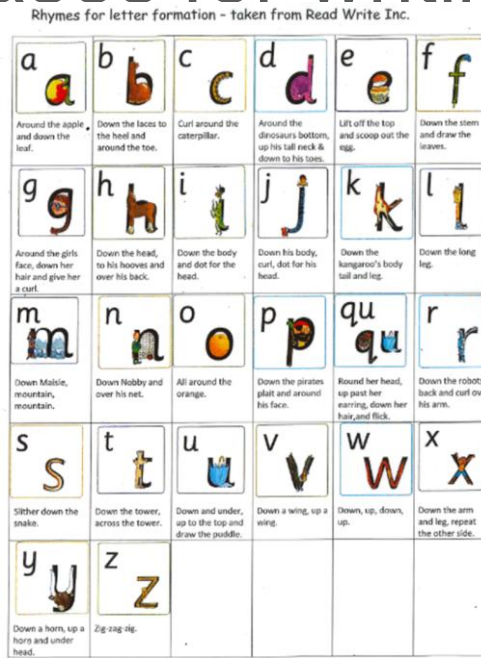 Rhymes for letter formation – taken from Read Write Inc.
a
Around the apple
and down the
leaf.
b
Down the laces to
the heel and
around the toe.
c
Curl around the
caterpillar.
d
Around the
dinosaurs bottom,
up his tall neck &
down to his toes.
e
Lift off the top
and scoop out the
egg.
f
Down the stem
and draw the
leaves.
g
Around the girls
face, down her
hair and give her
a curl.
h
Down the head,
to his hooves and
over his back.
i
Down the body
and dot for the
head.
j
Down his body,
curl, dot for his
head.
k
Down the
kangaroo's body
tail and leg.
l
Down the long
leg.
m
Down Maisie,
mountain,
mountain.
n
Down Nobby and
over his net.
o
All around the
orange.
p
Down the pirates
plait and around
his face.
qu
Round her head,
up past her
earring, down her
hair,and flick.
r
Down the robots
back and curl ov
his arm.
s
Slither down the
snake.
t
Down the tower,
across the tower.
u
Down and under,
up to the top and
draw the puddle.
v
Down a wing, up a
wing.
w
Down, up, down,
up.
x
Down the arm
and leg, repeat
the other side.
y
Down a horn, up a
horn and under
head.
z
Zig-zag-zig.